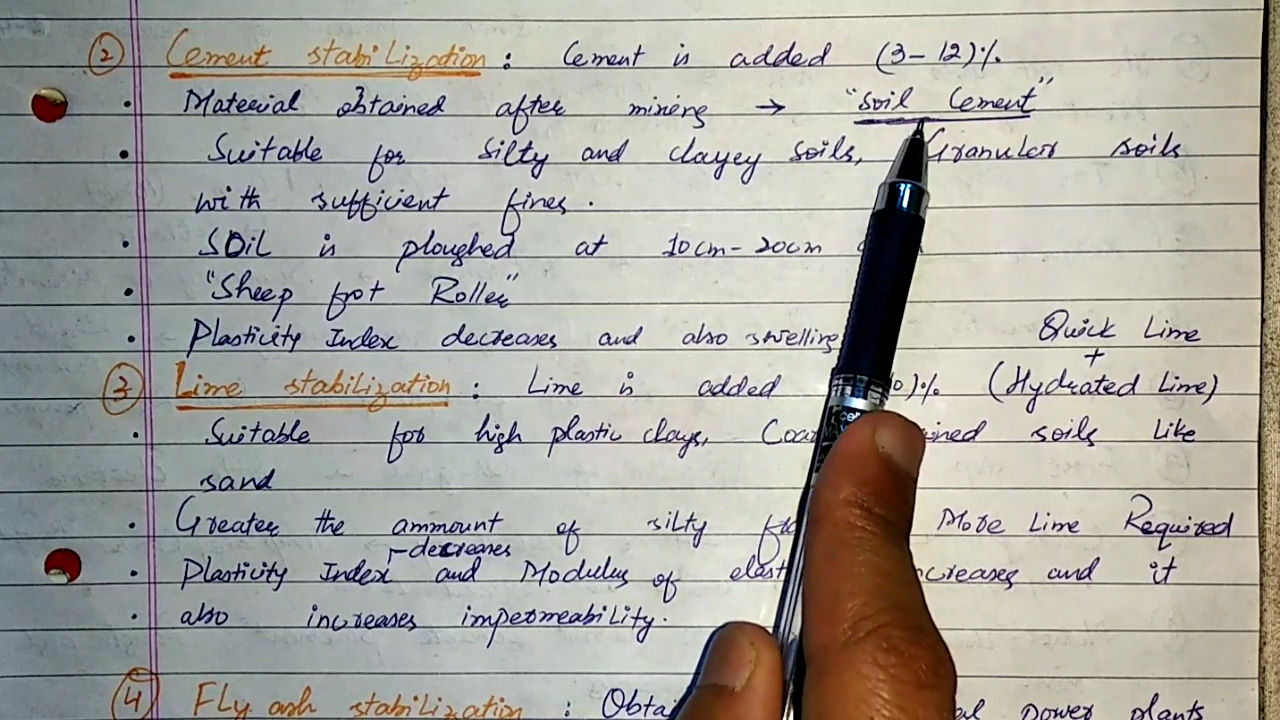 ② Cement stabilization : Cement is added (3-12)%
• Material obtained after mixing → "Soil Cement"
• Suitable for silty and clayey soils, Granular soils
with sufficient fines.
• Soil is ploughed at 10cm-20cm
• "Sheep foot Roller"
• Plasticity Index decreases and also swelling
Quick Lime
+
③ Lime stabilization : Lime is added 0)% (Hydrated Lime)
• Suitable for high plastic clays, ined soils like
sand
• Greater the ammount of silty More Lime Required
decreases
• Plasticity Index and Modulus of creases and it
• also increases impermeability.
④ Fly ash stabilization : power plants